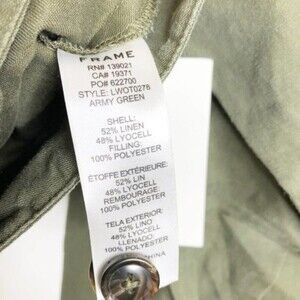 FRAME
RN# 139021
CA# 19371
PO# 622700
STYLE: LWOT0278
ARMY GREEN
SHELL:
52% LINEN
48% LYOCELL
FILLING:
100% POLYESTER
ÉTOFFE EXTÉRIEURE:
52% LIN
48% LYOCELL
REMBOURRAGE
100% POLYESTER
TELA EXTERIOR:
52% LINO
48% LYOCELL
LLENADO:
100% POLYESTER
CHINA